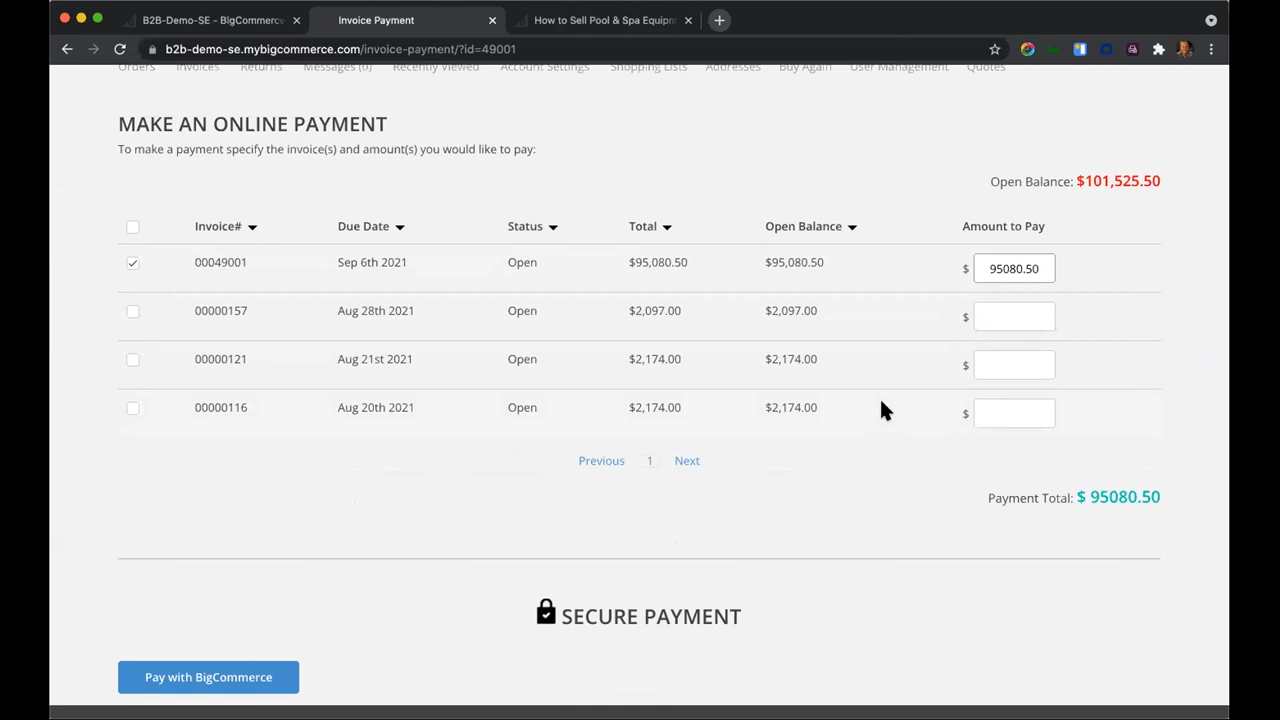 B2B-Demo-SE - BigCommerce
Invoice Payment
How to Sell Pool & Spa Equipm
b2b-demo-se.mybigcommerce.com/invoice-payment/?id=49001
Orders Invoices Returns Messages (0) Recently Viewed Account Settings Shopping Lists Addresses Buy Again User Management Quotes
MAKE AN ONLINE PAYMENT
To make a payment specify the invoice(s) and amount(s) you would like to pay:
Open Balance: $101,525.50
Invoice# Due Date Status Total Open Balance Amount to Pay
00049001 Sep 6th 2021 Open $95,080.50 $95,080.50 $ 95080.50
00000157 Aug 28th 2021 Open $2,097.00 $2,097.00 $
00000121 Aug 21st 2021 Open $2,174.00 $2,174.00 $
00000116 Aug 20th 2021 Open $2,174.00 $2,174.00 $
Previous 1 Next
Payment Total: $ 95080.50
SECURE PAYMENT
Pay with BigCommerce